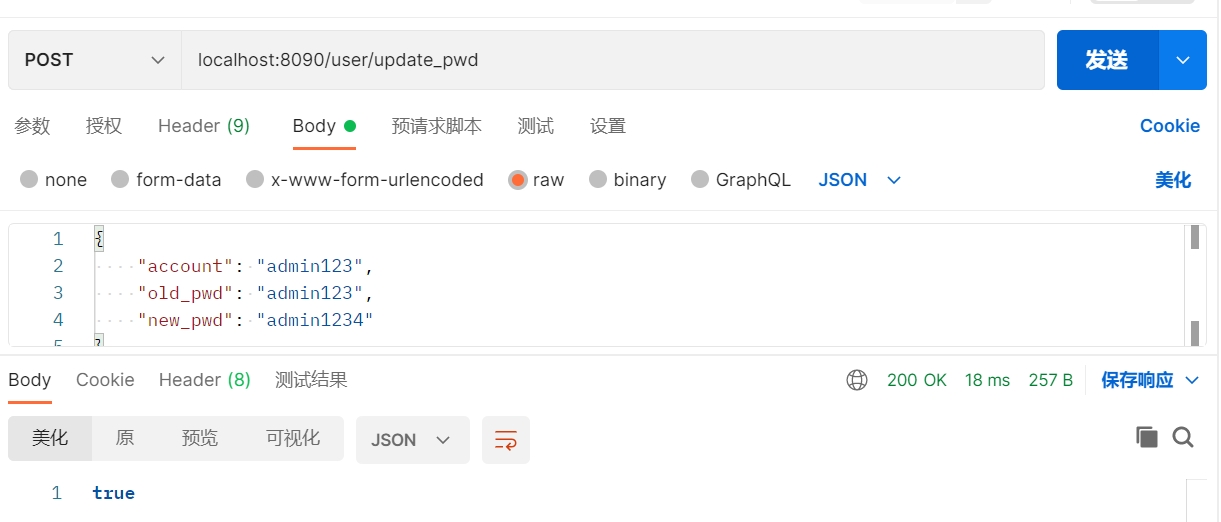 POST localhost:8090/user/update_pwd 发送
参数 授权 Header (9) Body 预请求脚本 测试 设置 Cookie
none form-data x-www-form-urlencoded raw binary GraphQL JSON 美化
1 {
2 "account": "admin123",
3 "old_pwd": "admin123",
4 "new_pwd": "admin1234"
5 }
Body Cookie Header (8) 测试结果 200 OK 18 ms 257 B 保存响应
美化 原 预览 可视化 JSON
1 true